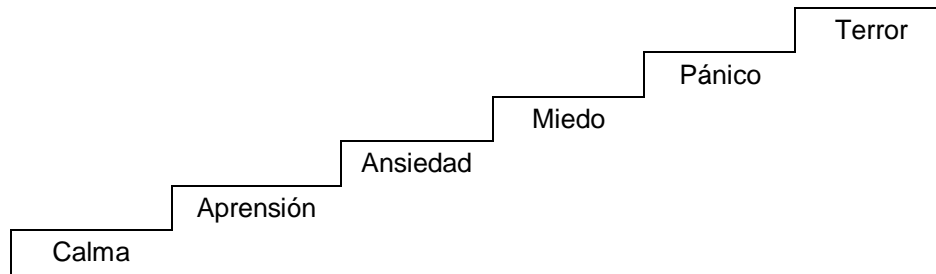 Terror
Pánico
Miedo
Ansiedad
Aprensión
Calma